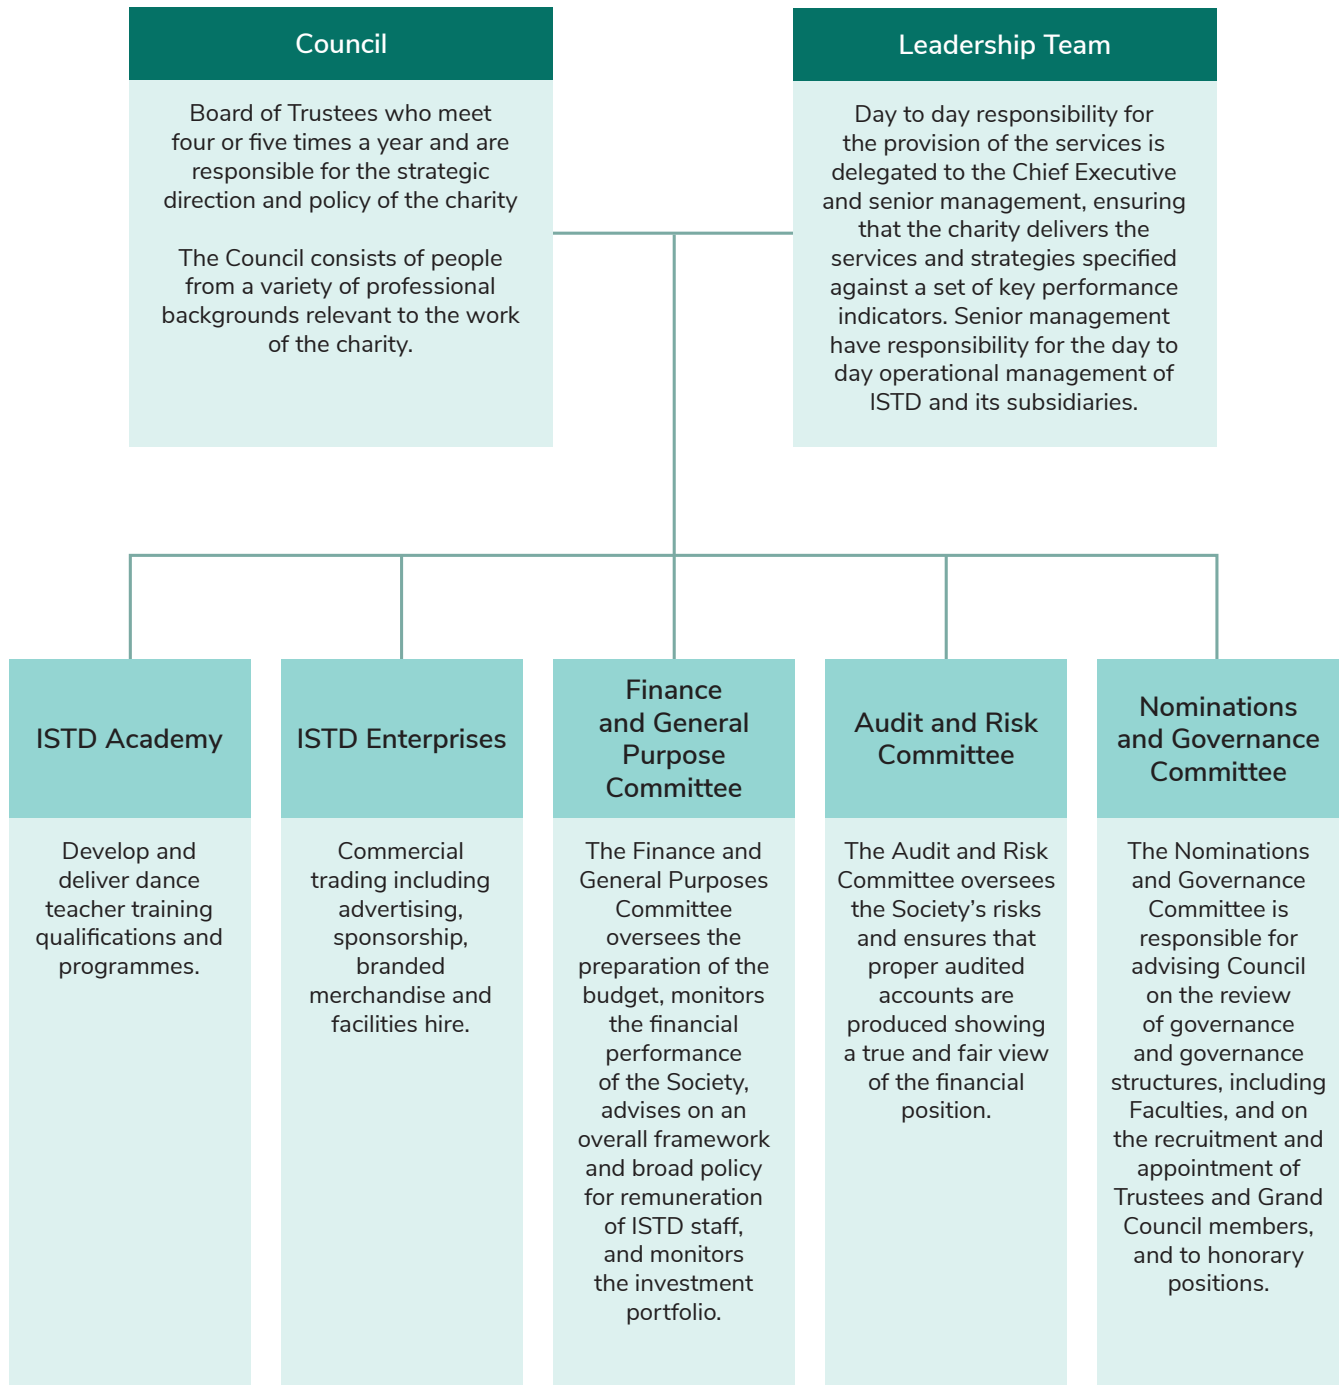 Council
Board of Trustees who meet
four or five times a year and are
responsible for the strategic
direction and policy of the charity
The Council consists of people
from a variety of professional
backgrounds relevant to the work
of the charity.
Leadership Team
Day to day responsibility for
the provision of the services is
delegated to the Chief Executive
and senior management, ensuring
that the charity delivers the
services and strategies specified
against a set of key performance
indicators. Senior management
have responsibility for the day to
day operational management of
ISTD and its subsidiaries.
ISTD Academy
Develop and
deliver dance
teacher training
qualifications and
programmes.
ISTD Enterprises
Commercial
trading including
advertising,
sponsorship,
branded
merchandise and
facilities hire.
Finance
and General
Purpose
Committee
The Finance and
General Purposes
Committee
oversees the
preparation of the
budget, monitors
the financial
performance
of the Society,
advises on an
overall framework
and broad policy
for remuneration
of ISTD staff,
and monitors
the investment
portfolio.
Audit and Risk
Committee
The Audit and Risk
Committee oversees
the Society’s risks
and ensures that
proper audited
accounts are
produced showing
a true and fair view
of the financial
position.
Nominations
and Governance
Committee
The Nominations
and Governance
Committee is
responsible for
advising Council
on the review
of governance
and governance
structures, including
Faculties, and on
the recruitment and
appointment of
Trustees and Grand
Council members,
and to honorary
positions.